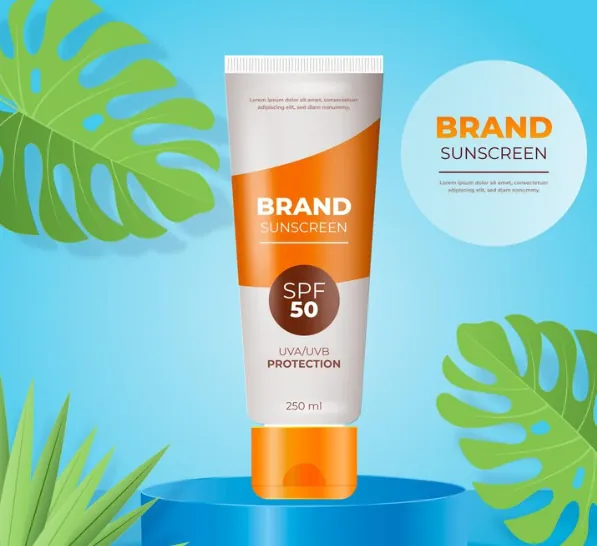 Lorem ipsum dolor sit amet, consectetuer
adipiscing elit, sed diam nonummy.
BRAND
SUNSCREEN
SPF
50
UVA/UVB
PROTECTION
250 ml
BRAND
SUNSCREEN
Lorem ipsum dolor sit amet, consectetuer
adipiscing elit, sed diam nonummy.